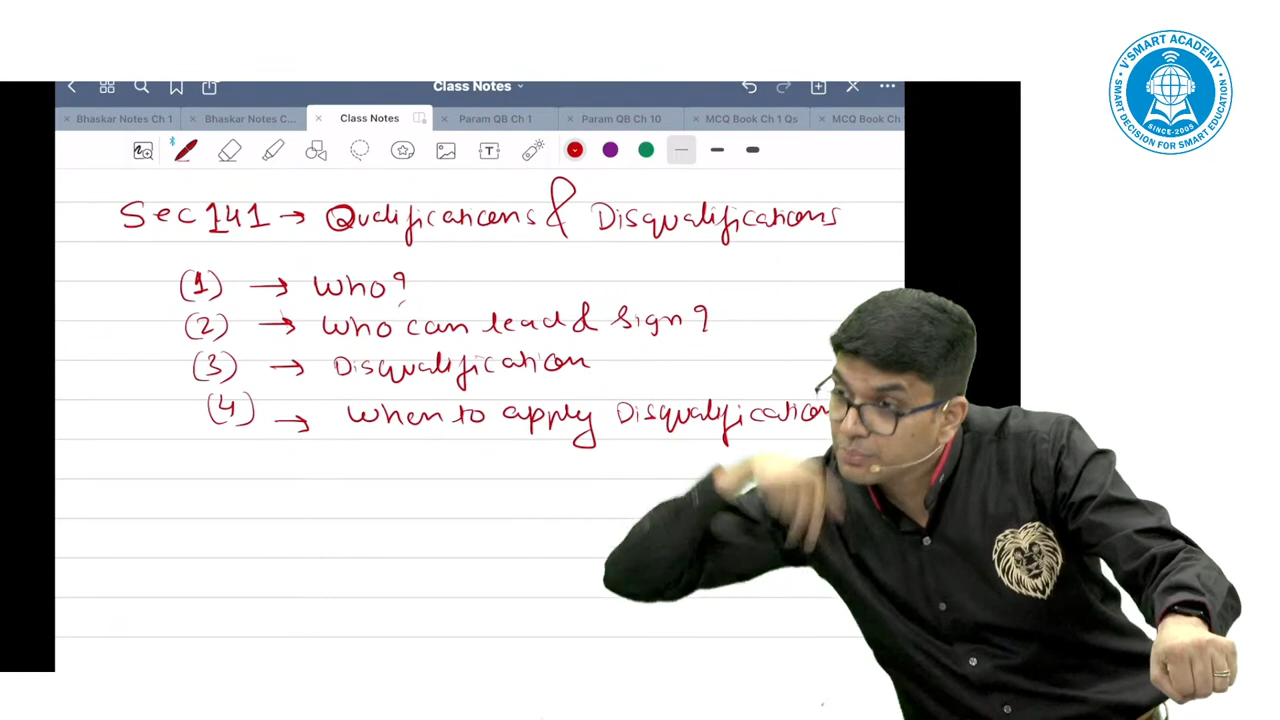 V'SMART ACADEMY
SMART DECISION FOR SMART EDUCATION
SINCE-2005
Class Notes
Bhaskar Notes Ch 1
Bhaskar Notes C...
Class Notes
Param QB Ch 1
Param QB Ch 10
MCQ Book Ch 1 Qs
MCQ Book Ch
T
Sec 141 → Qudifications & Disqualifications
(1) → Who?
(2) → Who can lead & Sign?
(3) → Disqualification
(4) → When to apply Disqualification